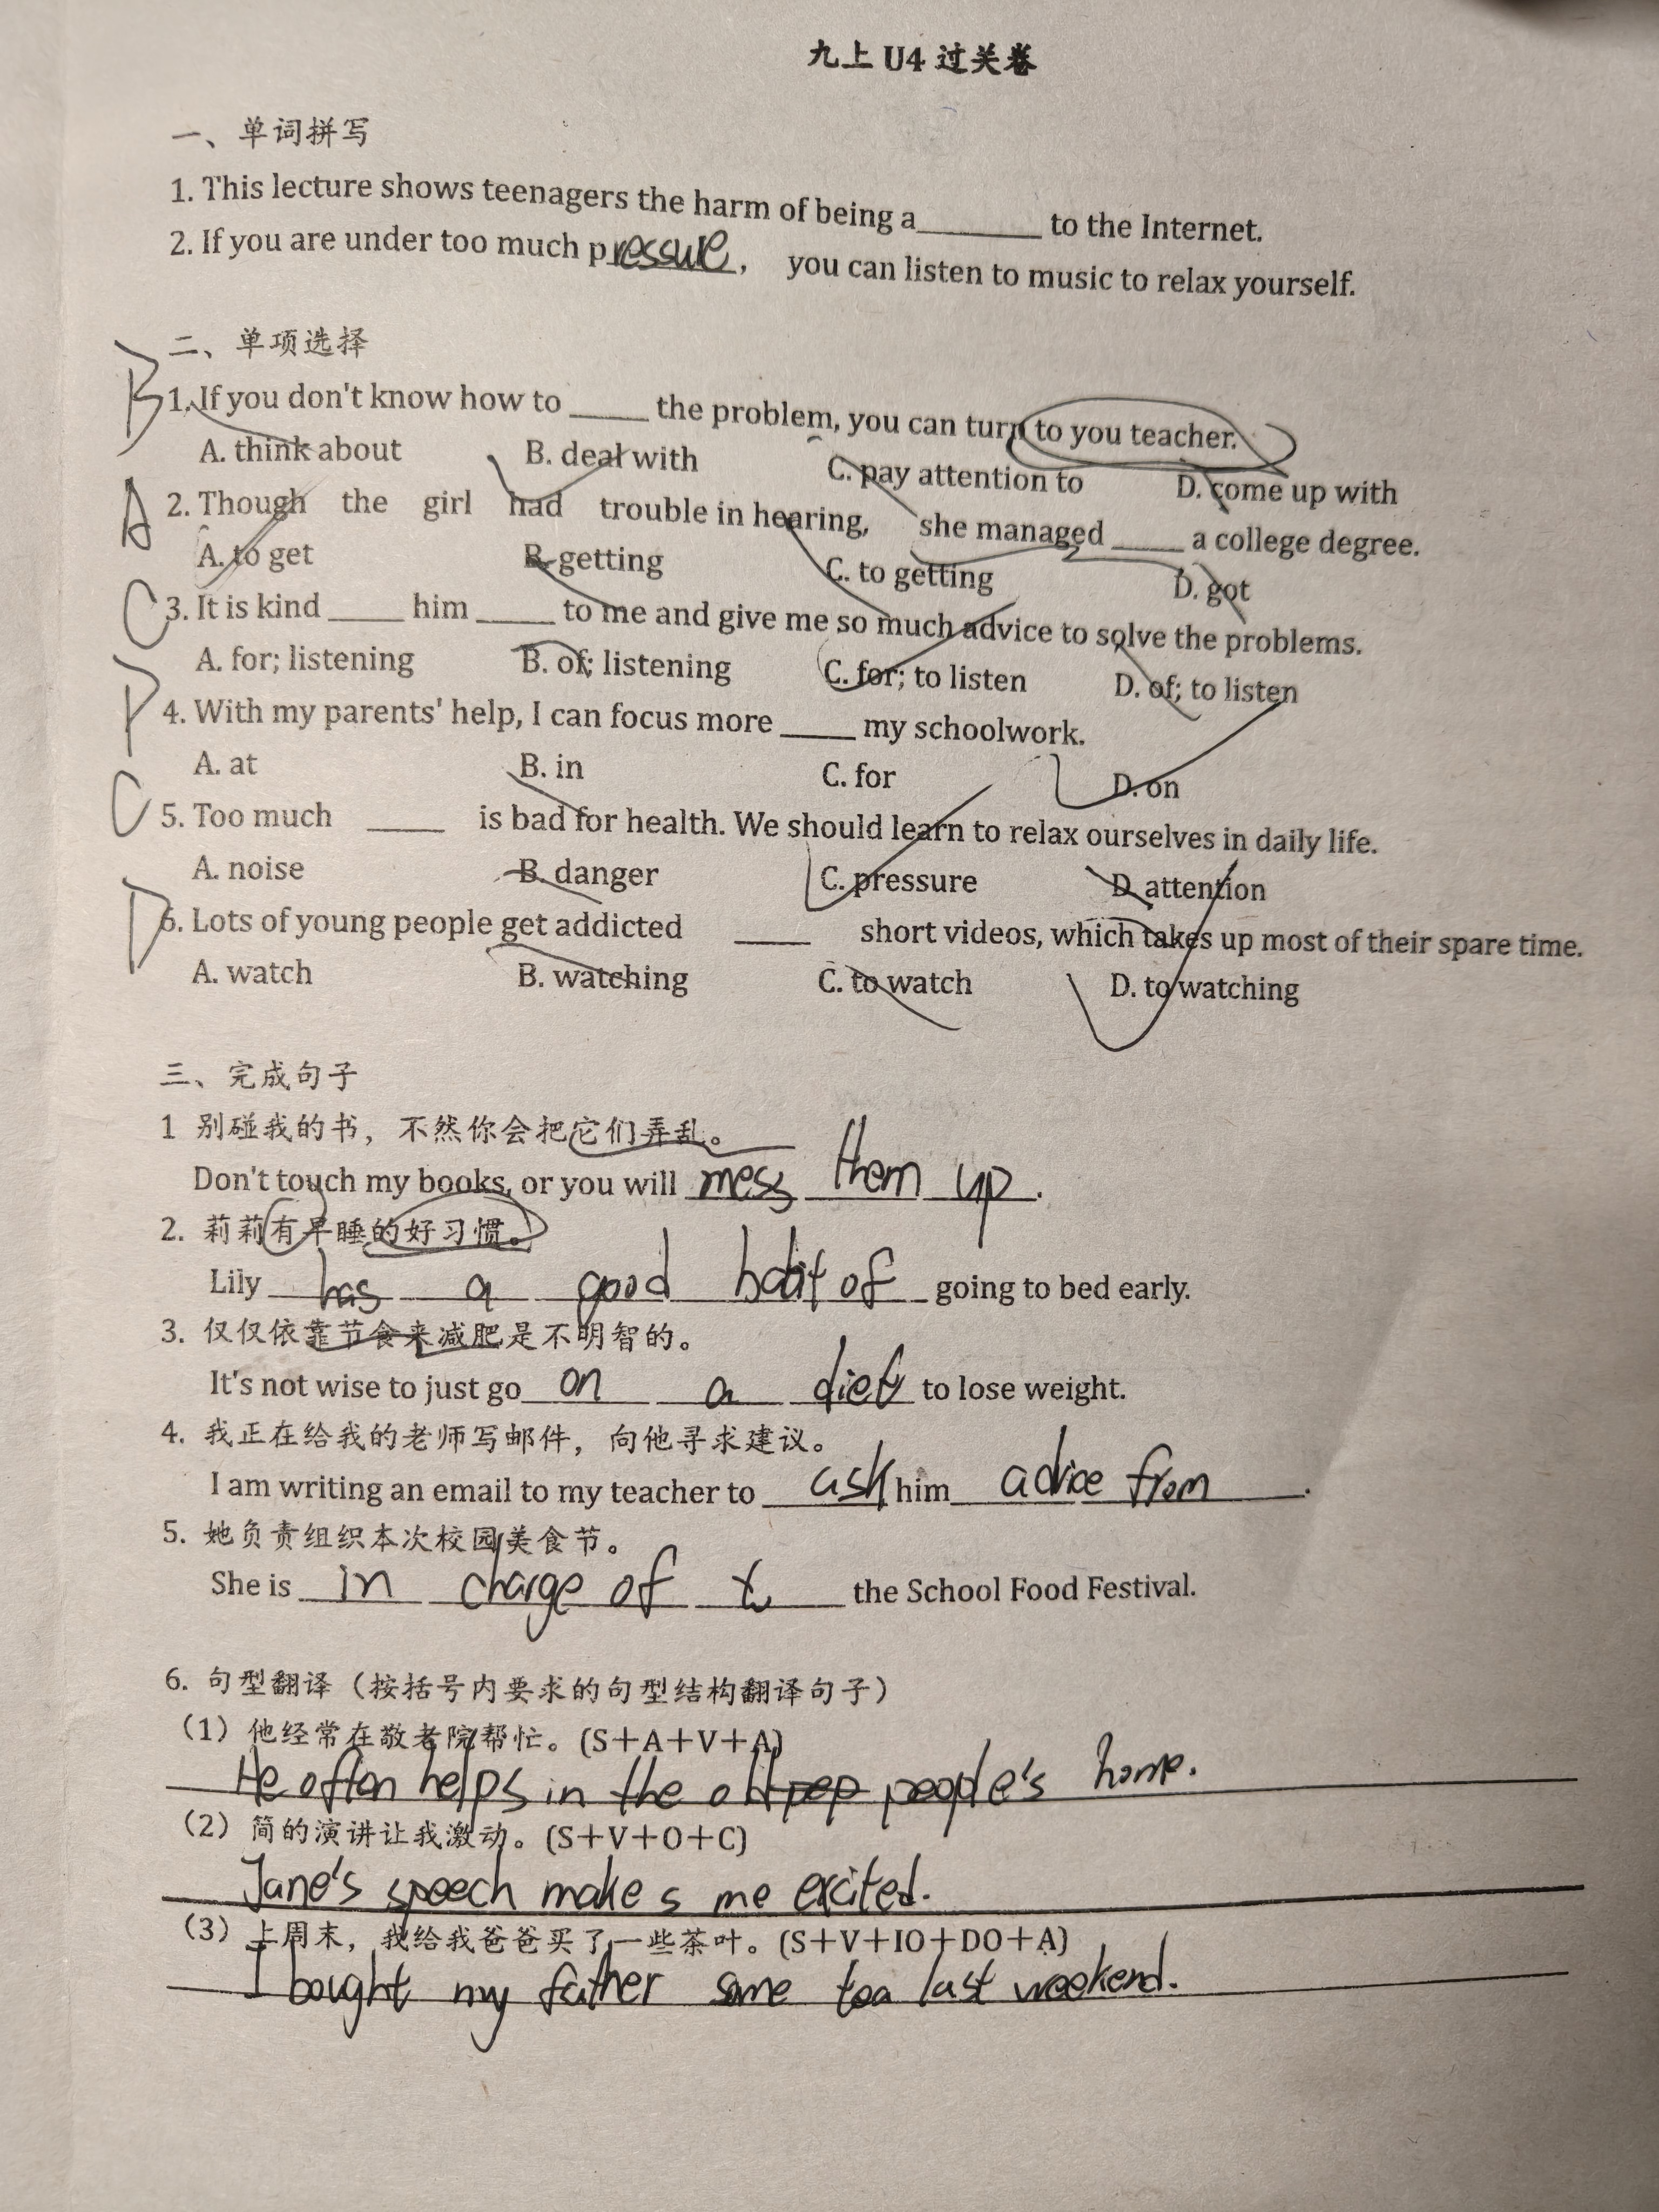 九上 U4 过关卷
一、单词拼写
1. This lecture shows teenagers the harm of being a________ to the Internet.
2. If you are under too much pressure, you can listen to music to relax yourself.
二、单项选择
B 1. If you don't know how to _____ the problem, you can turn to you teacher.
A. think about B. deal with C. pay attention to D. come up with
A 2. Though the girl had trouble in hearing, she managed _____ a college degree.
A. to get B. getting C. to getting D. got
C 3. It is kind _____ him _____ to me and give me so much advice to solve the problems.
A. for; listening B. of; listening C. for; to listen D. of; to listen
D 4. With my parents' help, I can focus more _____ my schoolwork.
A. at B. in C. for D. on
C 5. Too much _____ is bad for health. We should learn to relax ourselves in daily life.
A. noise B. danger C. pressure D. attention
D 6. Lots of young people get addicted _____ short videos, which takes up most of their spare time.
A. watch B. watching C. to watch D. to watching
三、完成句子
1 别碰我的书，不然你会把它们弄乱。
Don't touch my books, or you will mess them up.
2. 莉莉有早睡的好习惯。
Lily has a good habit of going to bed early.
3. 仅仅依靠节食来减肥是不明智的。
It's not wise to just go on a diet to lose weight.
4. 我正在给我的老师写邮件，向他寻求建议。
I am writing an email to my teacher to ask him advice from.
5. 她负责组织本次校园美食节。
She is in charge of the School Food Festival.
6. 句型翻译（按括号内要求的句型结构翻译句子）
（1）他经常在敬老院帮忙。(S+A+V+A)
He often helps in the old people's home.
（2）简的演讲让我激动。(S+V+O+C)
Jane's speech makes me excited.
（3）上周末，我给我爸爸买了一些茶叶。(S+V+IO+DO+A)
I bought my father some tea last weekend.